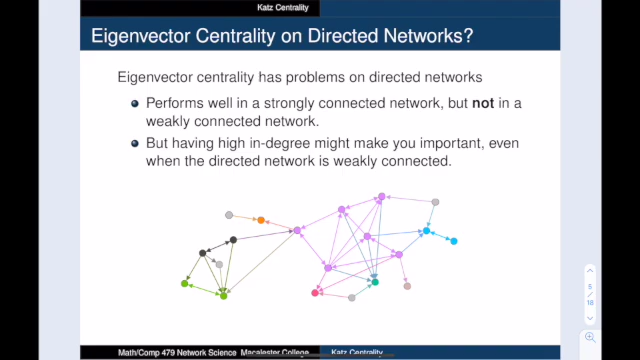 Katz Centrality
Eigenvector Centrality on Directed Networks?
Eigenvector centrality has problems on directed networks
Performs well in a strongly connected network, but not in a
weakly connected network.
But having high in-degree might make you important, even
when the directed network is weakly connected.
5
/
18
Math/Comp 479 Network Science Macalester College Katz Centrality